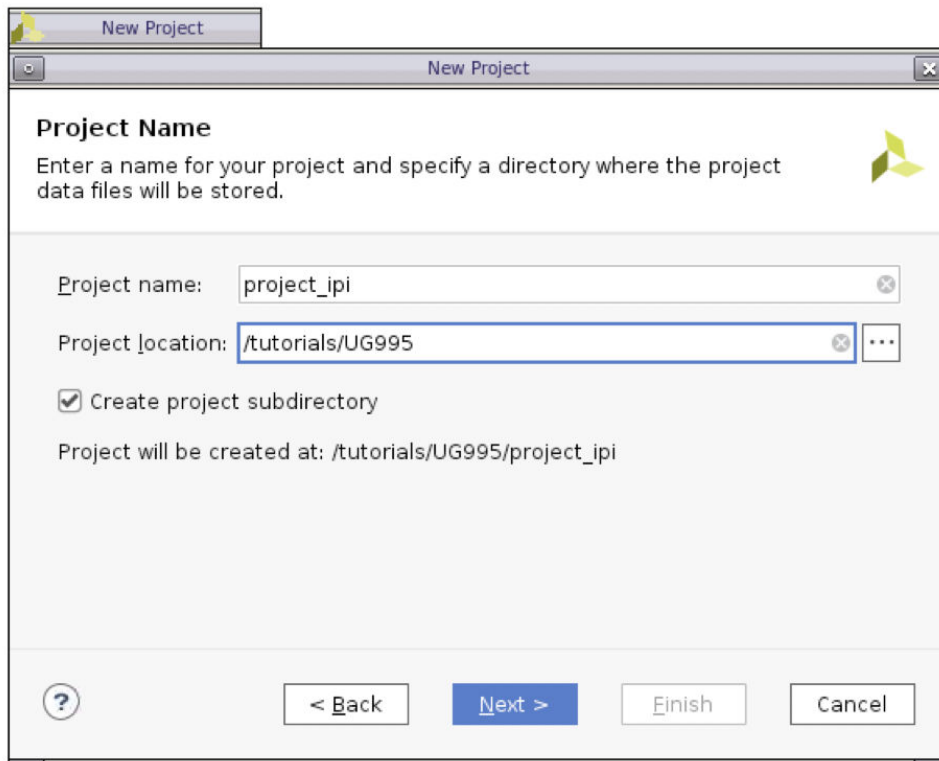 New Project
New Project
Project Name
Enter a name for your project and specify a directory where the project
data files will be stored.
Project name: project_ipi
Project location: /tutorials/UG995 ...
Create project subdirectory
Project will be created at: /tutorials/UG995/project_ipi
? < Back Next > Finish Cancel